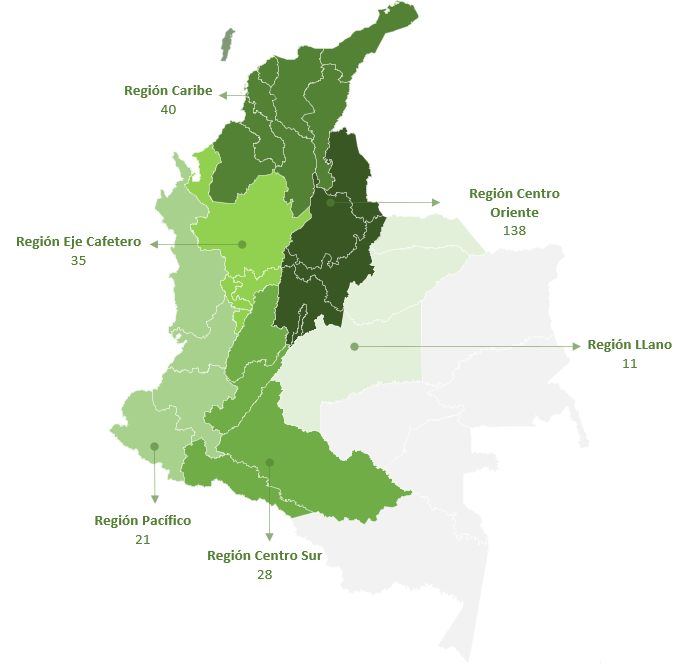 Región Caribe
40
Región Centro
Oriente
138
Región Eje Cafetero
35
Región LLano
11
Región Pacífico
21
Región Centro Sur
28